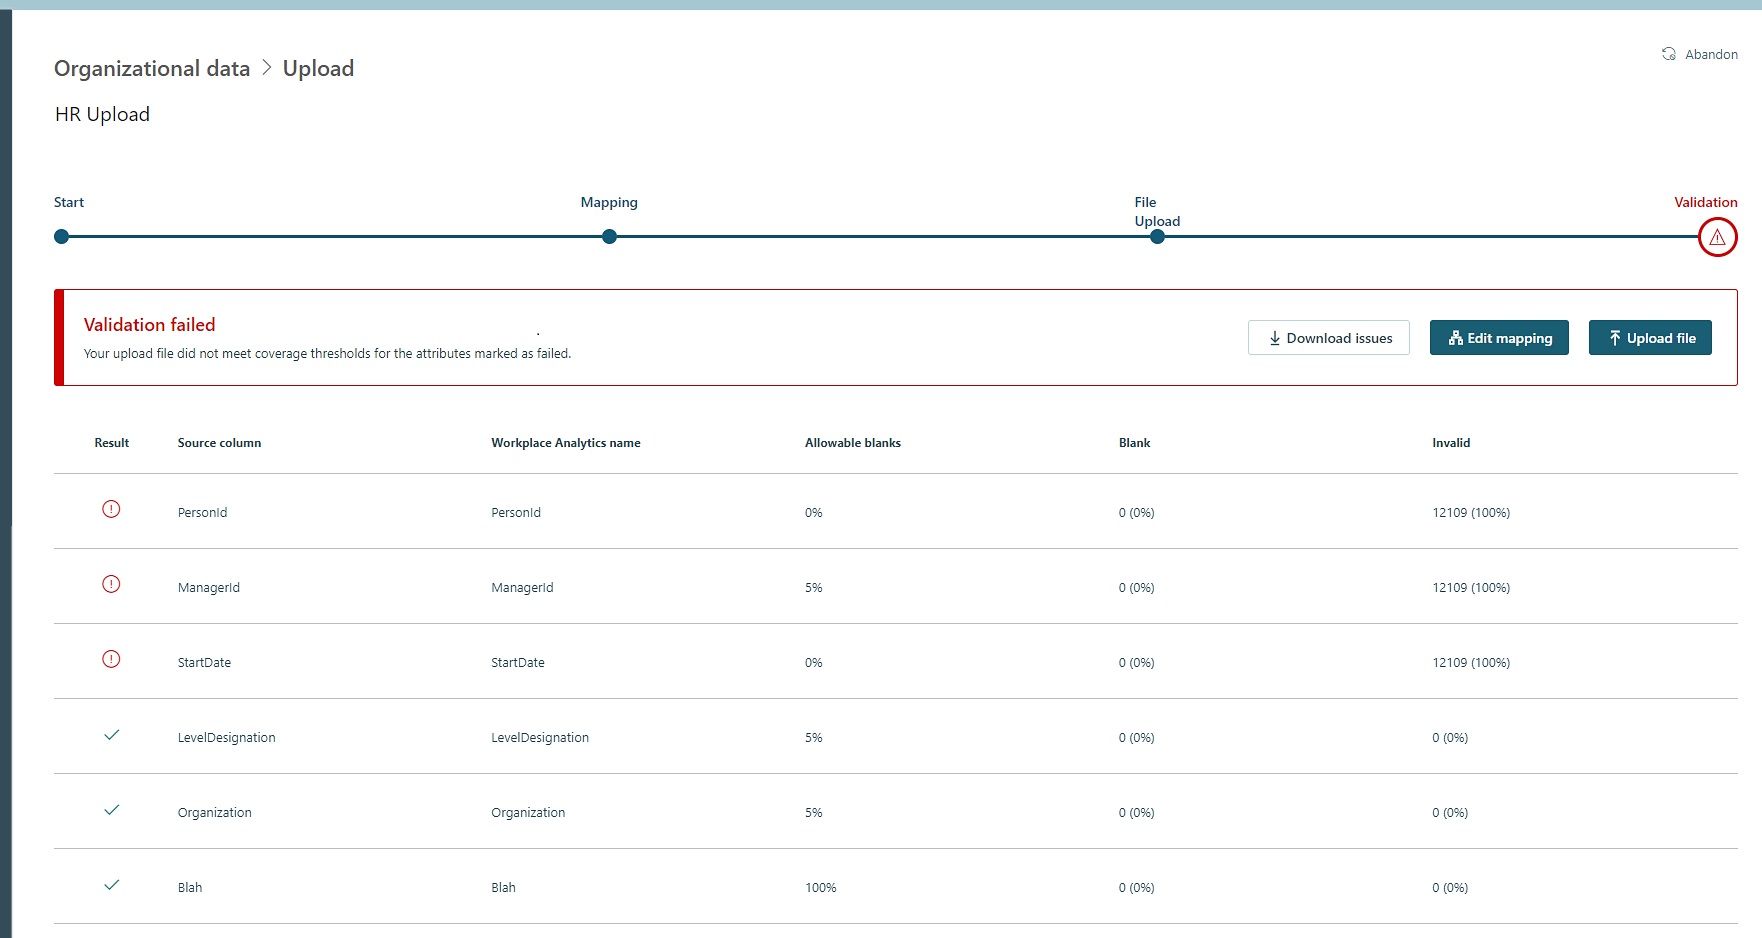 Abandon
Organizational data > Upload
HR Upload
Start
Mapping
File
Upload
Validation
Validation failed
.
Your upload file did not meet coverage thresholds for the attributes marked as failed.
Download issues
Edit mapping
Upload file
Result Source column Workplace Analytics name Allowable blanks Blank Invalid
PersonId PersonId 0% 0 (0%) 12109 (100%)
ManagerId ManagerId 5% 0 (0%) 12109 (100%)
StartDate StartDate 0% 0 (0%) 12109 (100%)
LevelDesignation LevelDesignation 5% 0 (0%) 0 (0%)
Organization Organization 5% 0 (0%) 0 (0%)
Blah Blah 100% 0 (0%) 0 (0%)